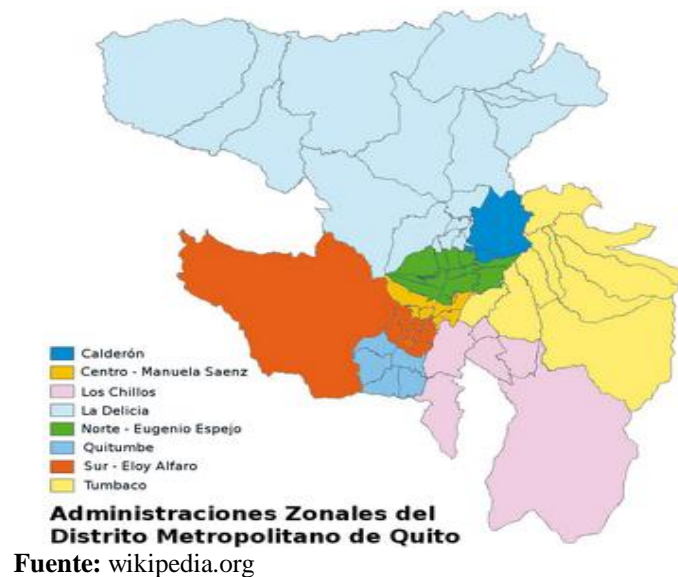 Calderón
Centro - Manuela Saenz
Los Chillos
La Delicia
Norte - Eugenio Espejo
Quitumbe
Sur - Eloy Alfaro
Tumbaco
Administraciones Zonales del
Distrito Metropolitano de Quito
Fuente: wikipedia.org